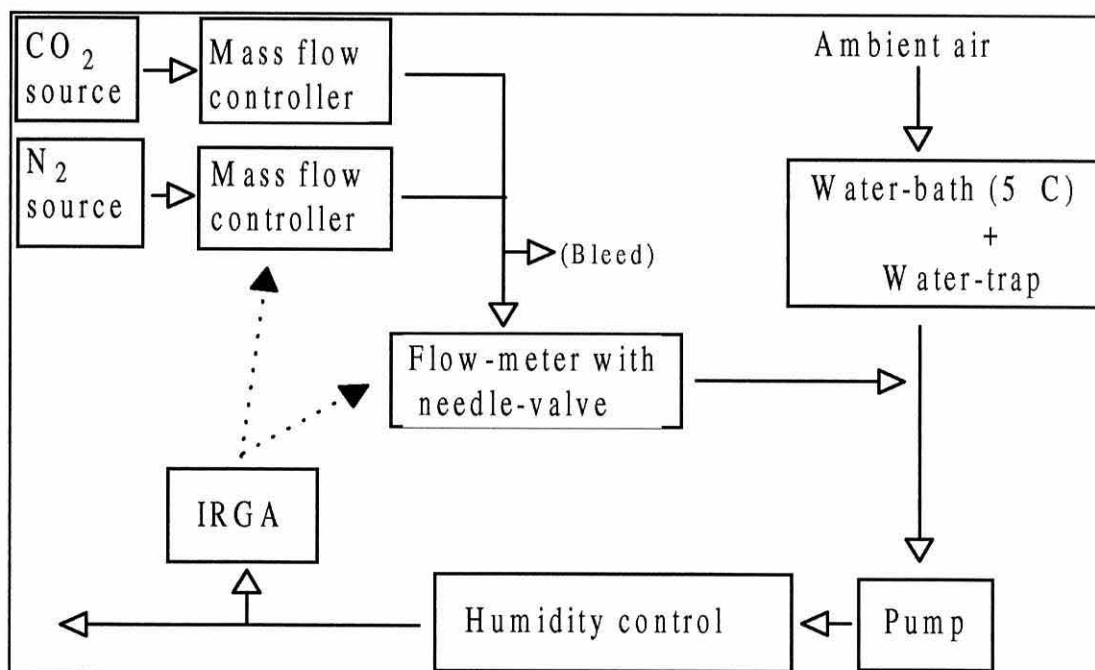 CO2
source
Mass flow
controller
Ambient air
N2
source
Mass flow
controller
Water-bath (5 C)
+
Water-trap
(Bleed)
Flow-meter with
needle-valve
IRGA
Humidity control
Pump